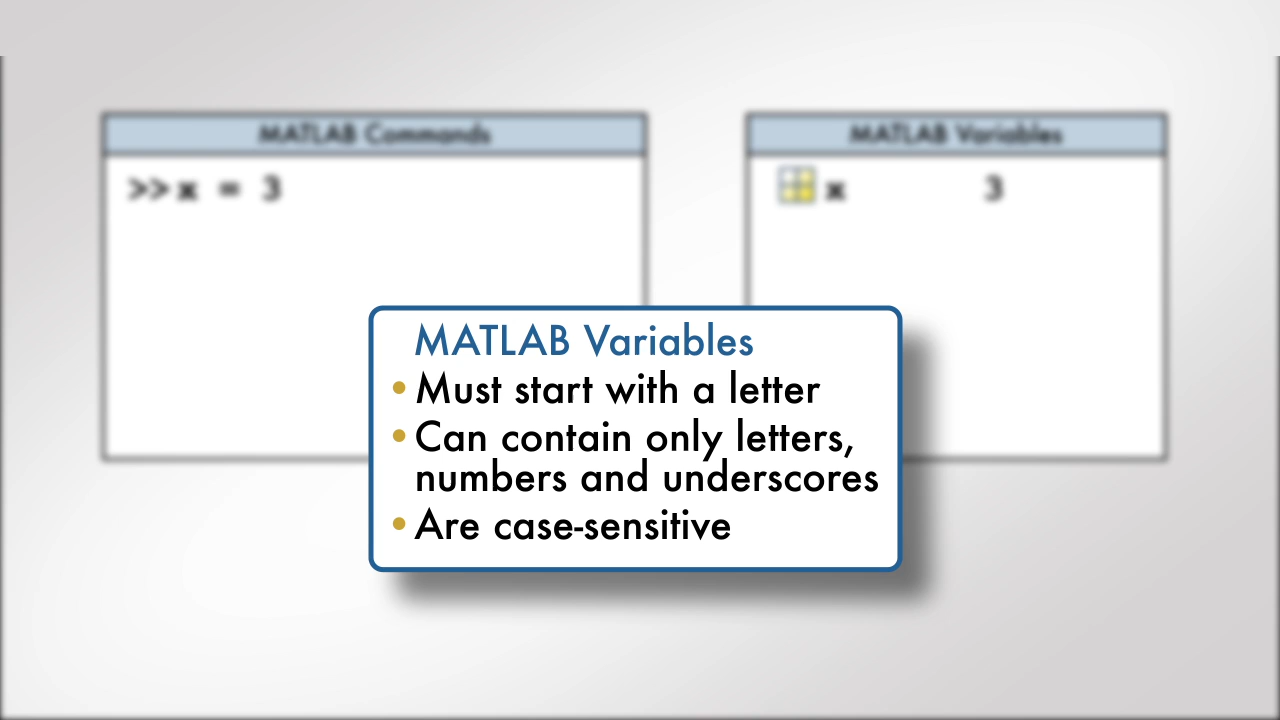 MATLAB Commands
>> x = 3
MATLAB Variables
x 3
MATLAB Variables
• Must start with a letter
• Can contain only letters,
numbers and underscores
• Are case-sensitive